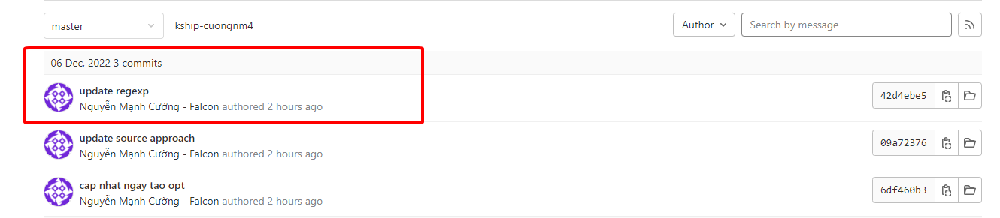 master kship-cuongnm4 Author Search by message
06 Dec, 2022 3 commits
update regexp
Nguyễn Mạnh Cường - Falcon authored 2 hours ago
42d4ebe5
update source approach
Nguyễn Mạnh Cường - Falcon authored 2 hours ago
09a72376
cap nhat ngay tao opt
Nguyễn Mạnh Cường - Falcon authored 2 hours ago
6df460b3